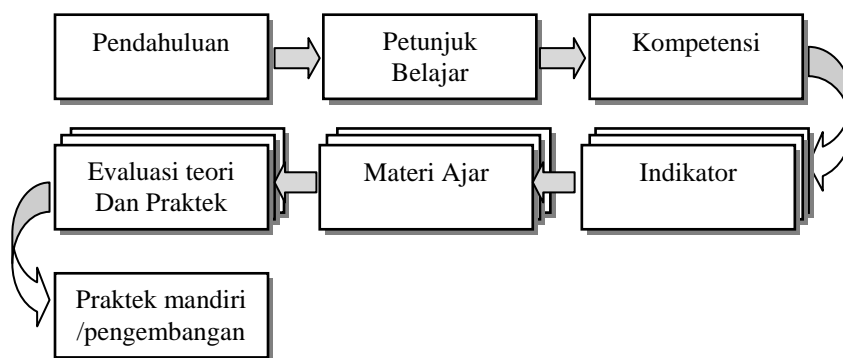 Pendahuluan
Petunjuk
Belajar
Kompetensi
Indikator
Materi Ajar
Evaluasi teori
Dan Praktek
Praktek mandiri
/pengembangan